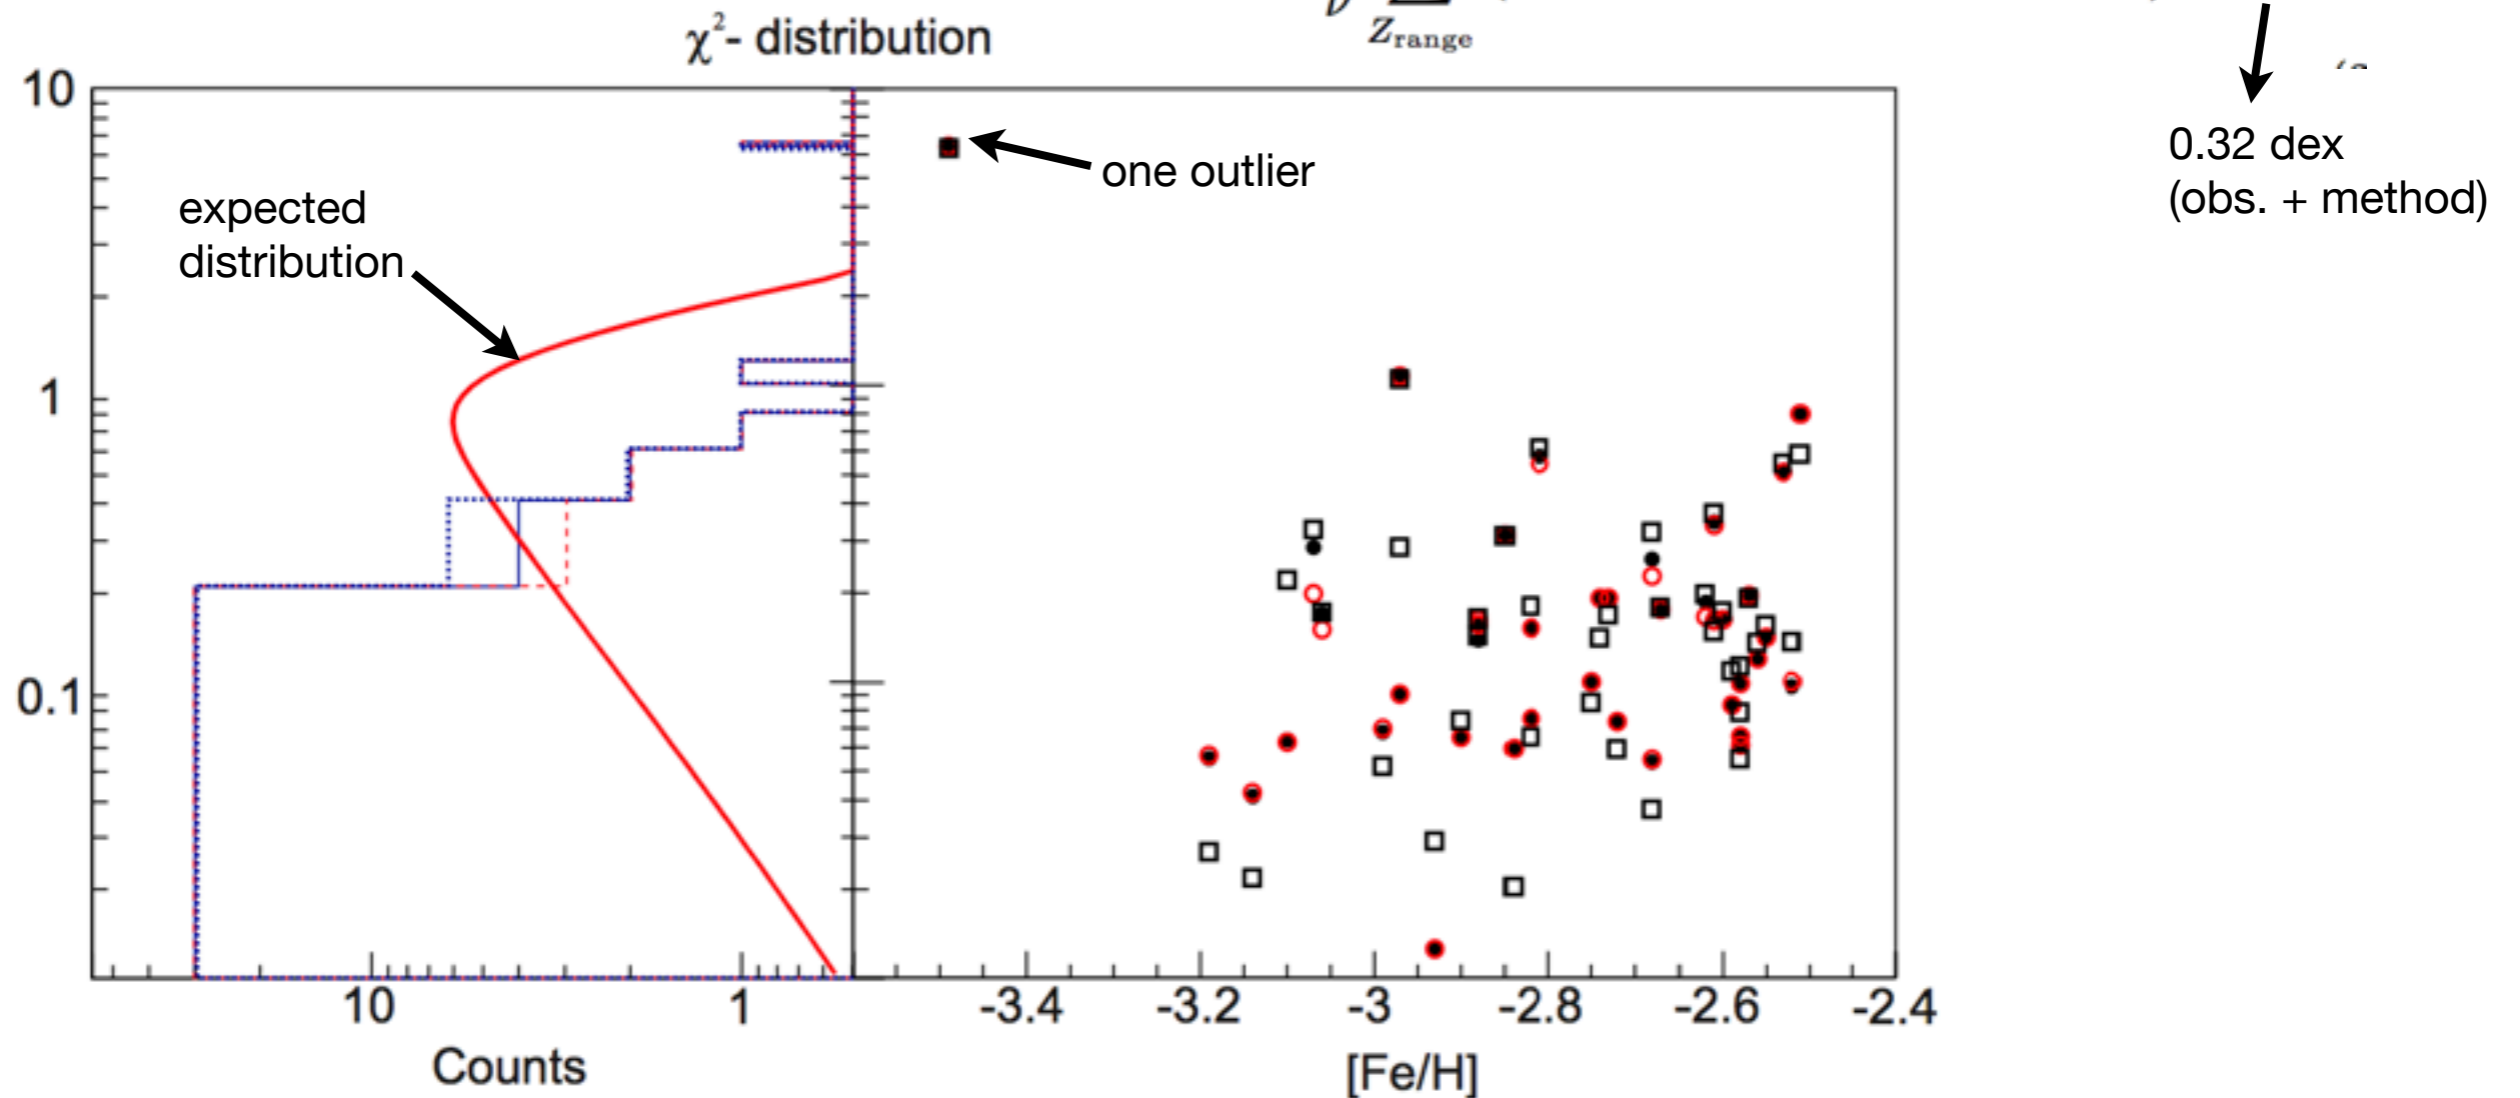 ν Z_range
χ²- distribution
10
one outlier
0.32 dex
(obs. + method)
expected
distribution
1
0.1
10
1
-3.4
-3.2
-3
-2.8
-2.6
-2.4
Counts
[Fe/H]